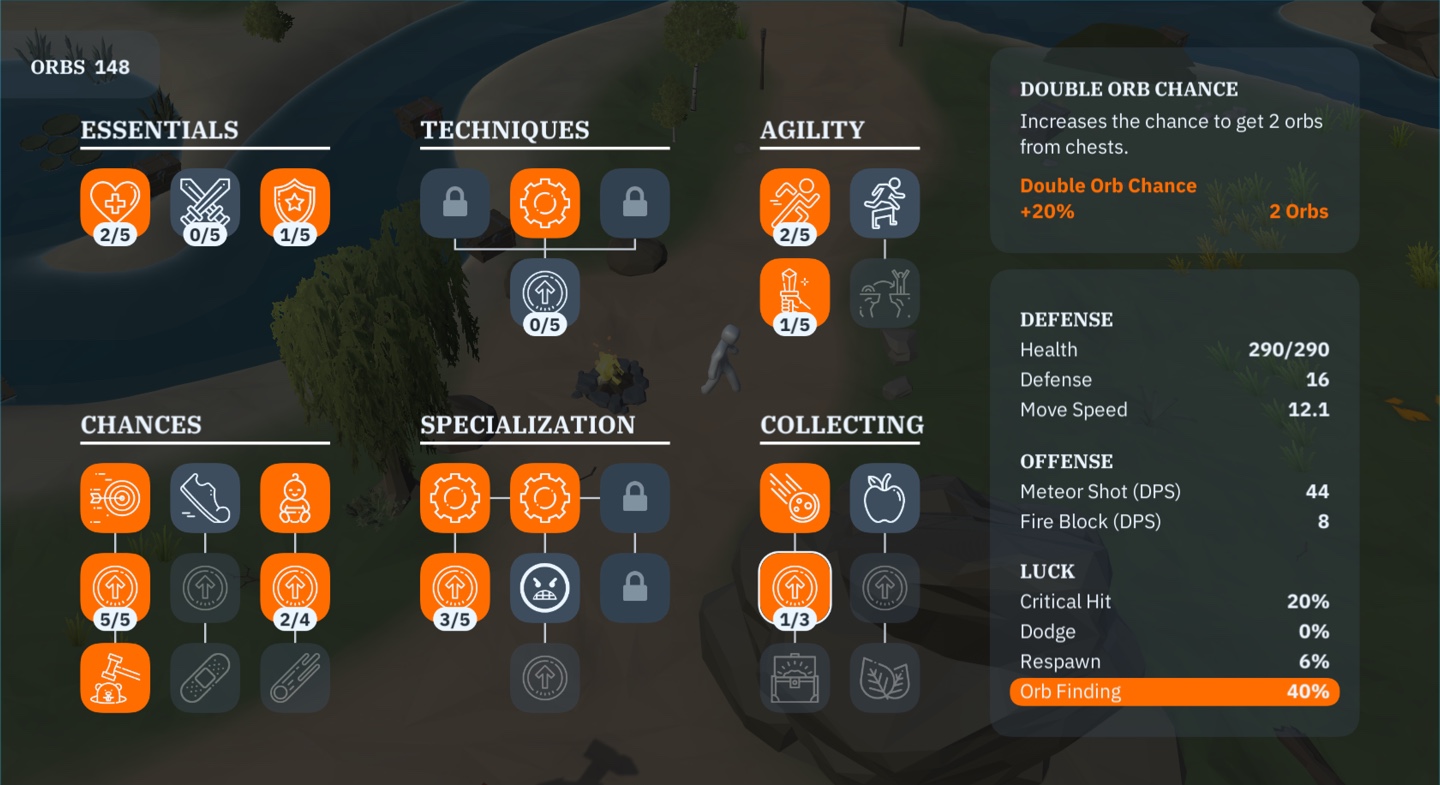 ORBS 148
ESSENTIALS
2/5 0/5 1/5
TECHNIQUES
0/5
AGILITY
2/5
1/5
CHANCES
5/5 2/4
SPECIALIZATION
3/5
COLLECTING
1/3
DOUBLE ORB CHANCE
Increases the chance to get 2 orbs
from chests.
Double Orb Chance
+20% 2 Orbs
DEFENSE
Health 290/290
Defense 16
Move Speed 12.1
OFFENSE
Meteor Shot (DPS) 44
Fire Block (DPS) 8
LUCK
Critical Hit 20%
Dodge 0%
Respawn 6%
Orb Finding 40%